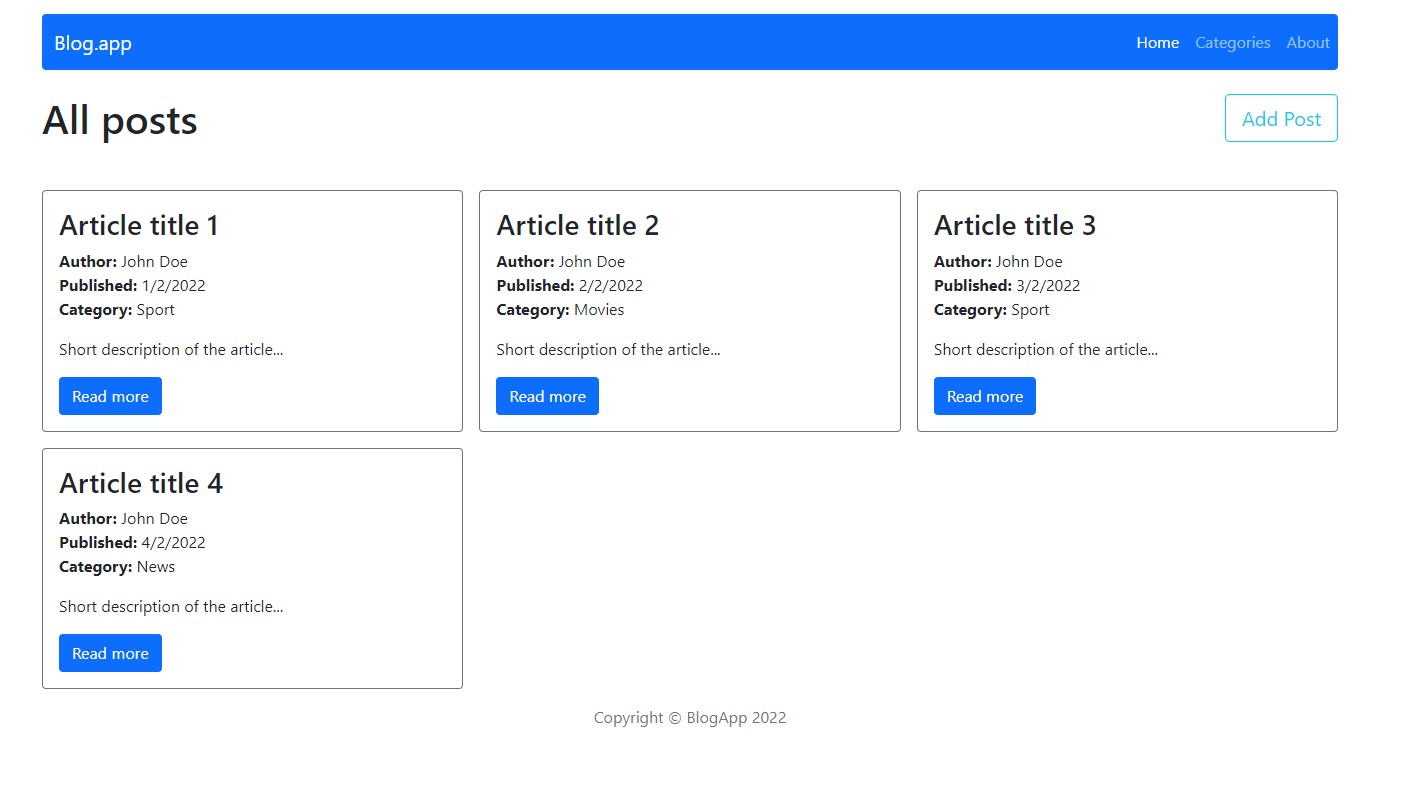 Blog.app
Home Categories About
All posts
Add Post
Article title 1
Author: John Doe
Published: 1/2/2022
Category: Sport
Short description of the article...
Read more
Article title 2
Author: John Doe
Published: 2/2/2022
Category: Movies
Short description of the article...
Read more
Article title 3
Author: John Doe
Published: 3/2/2022
Category: Sport
Short description of the article...
Read more
Article title 4
Author: John Doe
Published: 4/2/2022
Category: News
Short description of the article...
Read more
Copyright © BlogApp 2022